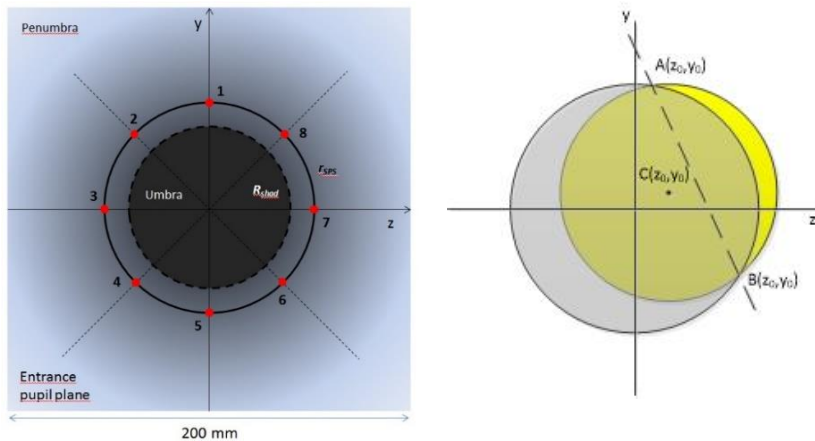 Penumbra
y
1
2
8
r_SPS
Umbra
R_shad
3
7
z
4
6
5
Entrance
pupil plane
200 mm
y
A(z₀,y₀)
C(z₀,y₀)
z
B(z₀,y₀)